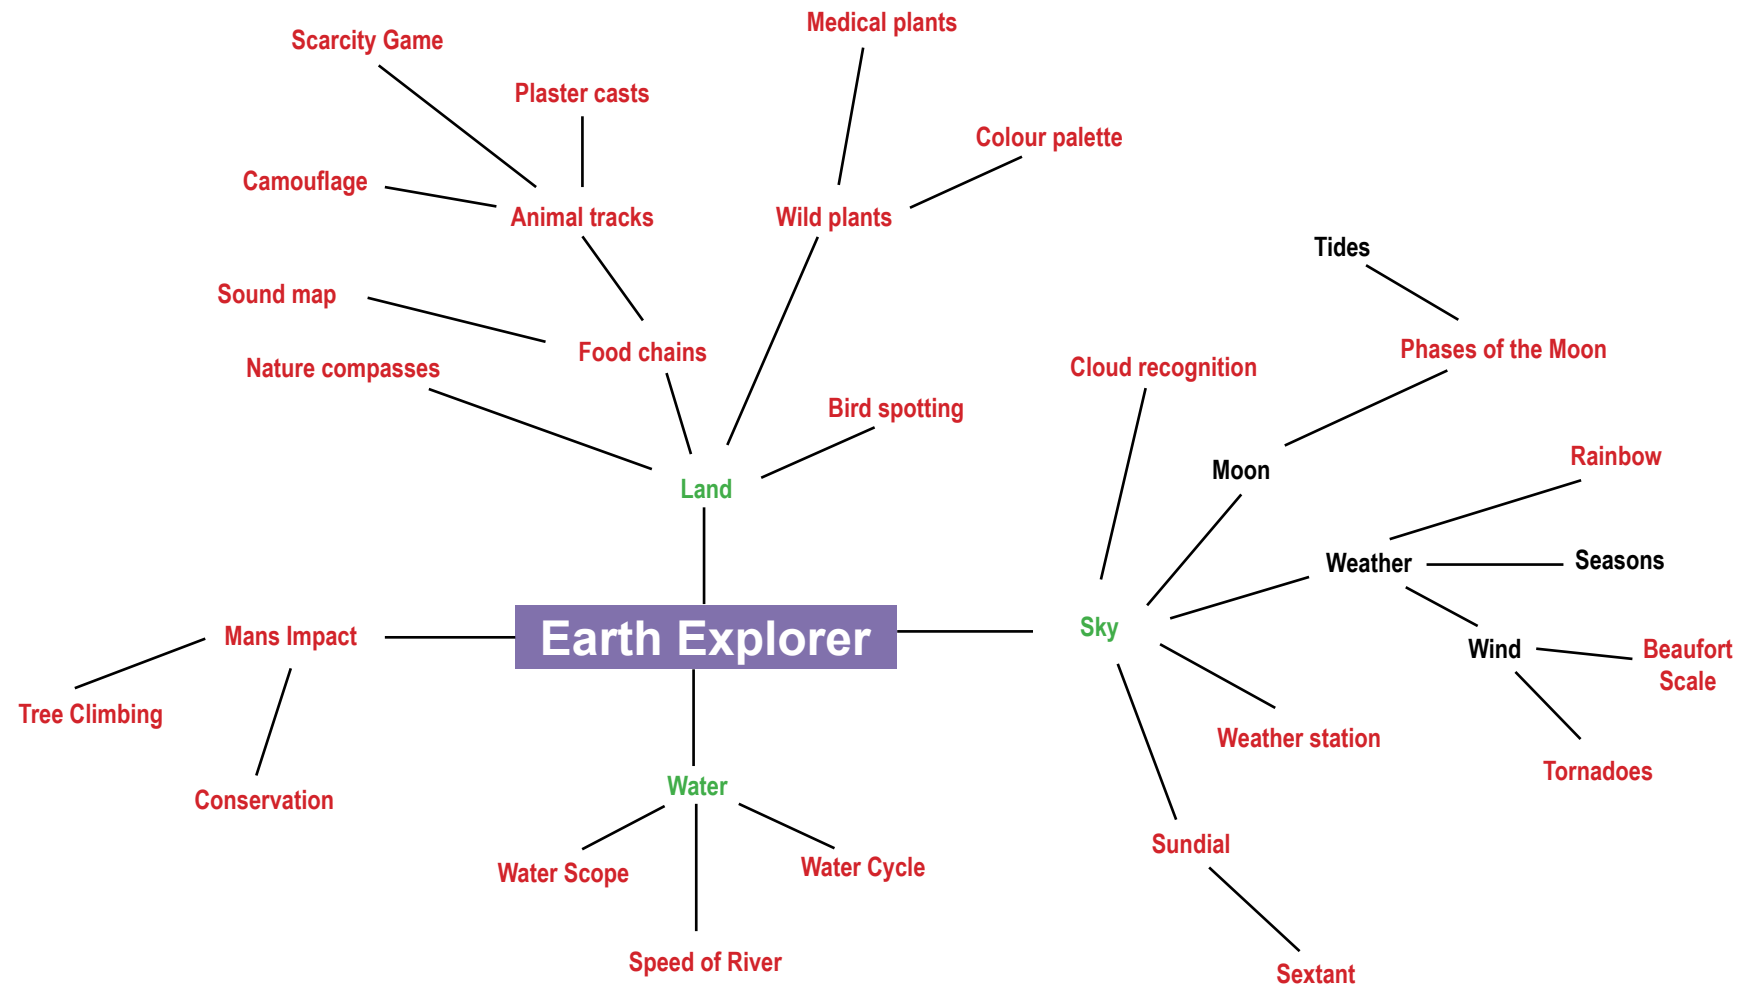 Medical plants
Scarcity Game
Plaster casts
Colour palette
Camouflage
Animal tracks
Wild plants
Tides
Sound map
Food chains
Phases of the Moon
Nature compasses
Cloud recognition
Bird spotting
Rainbow
Moon
Land
Weather
Seasons
Mans Impact
Earth Explorer
Sky
Wind
Beaufort
Scale
Tree Climbing
Weather station
Tornadoes
Water
Conservation
Sundial
Water Scope
Water Cycle
Speed of River
Sextant